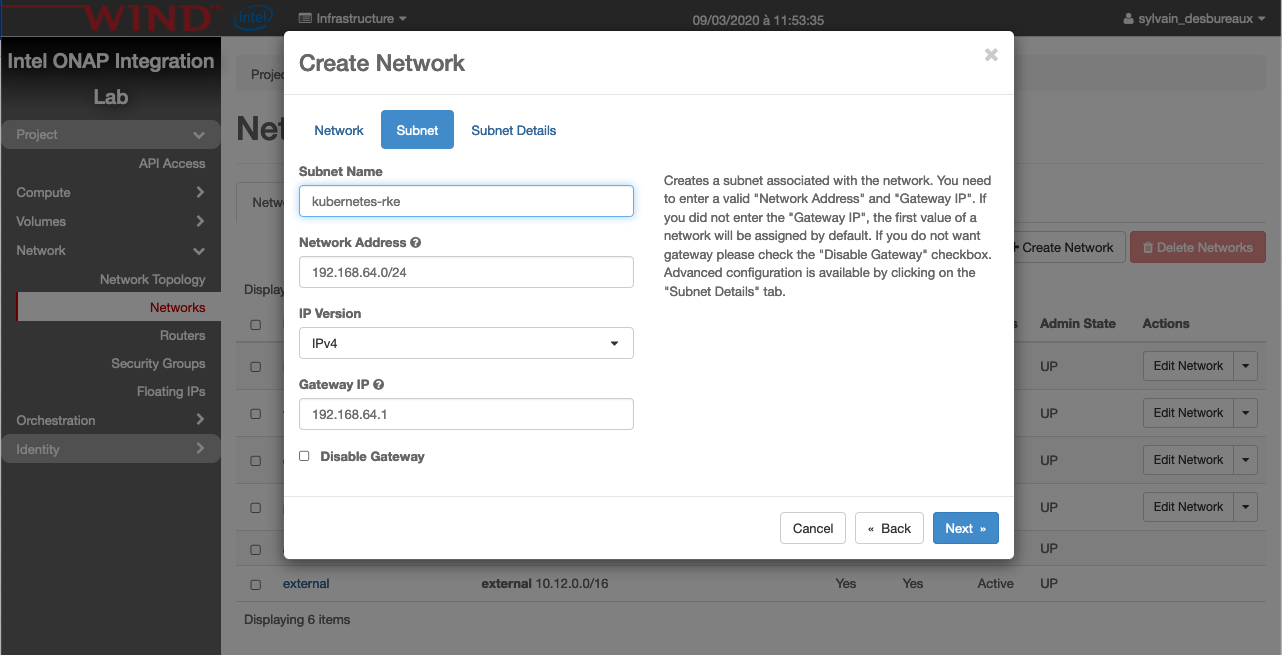 WIND
intel
Infrastructure
09/03/2020 à 11:53:35
sylvain_desbureaux
Intel ONAP Integration
Lab
Project
API Access
Compute
Volumes
Network
Network Topology
Networks
Routers
Security Groups
Floating IPs
Orchestration
Identity
Create Network
Network
Subnet
Subnet Details
Subnet Name
kubernetes-rke
Network Address
192.168.64.0/24
IP Version
IPv4
Gateway IP
192.168.64.1
Disable Gateway
Creates a subnet associated with the network. You need
to enter a valid "Network Address" and "Gateway IP". If
you did not enter the "Gateway IP", the first value of a
network will be assigned by default. If you do not want
gateway please check the "Disable Gateway" checkbox.
Advanced configuration is available by clicking on the
"Subnet Details" tab.
Cancel
« Back
Next »
Create Network
Delete Networks
Admin State
Actions
UP
Edit Network
UP
Edit Network
UP
Edit Network
UP
Edit Network
UP
external
external 10.12.0.0/16
Yes
Yes
Active
UP
Displaying 6 items